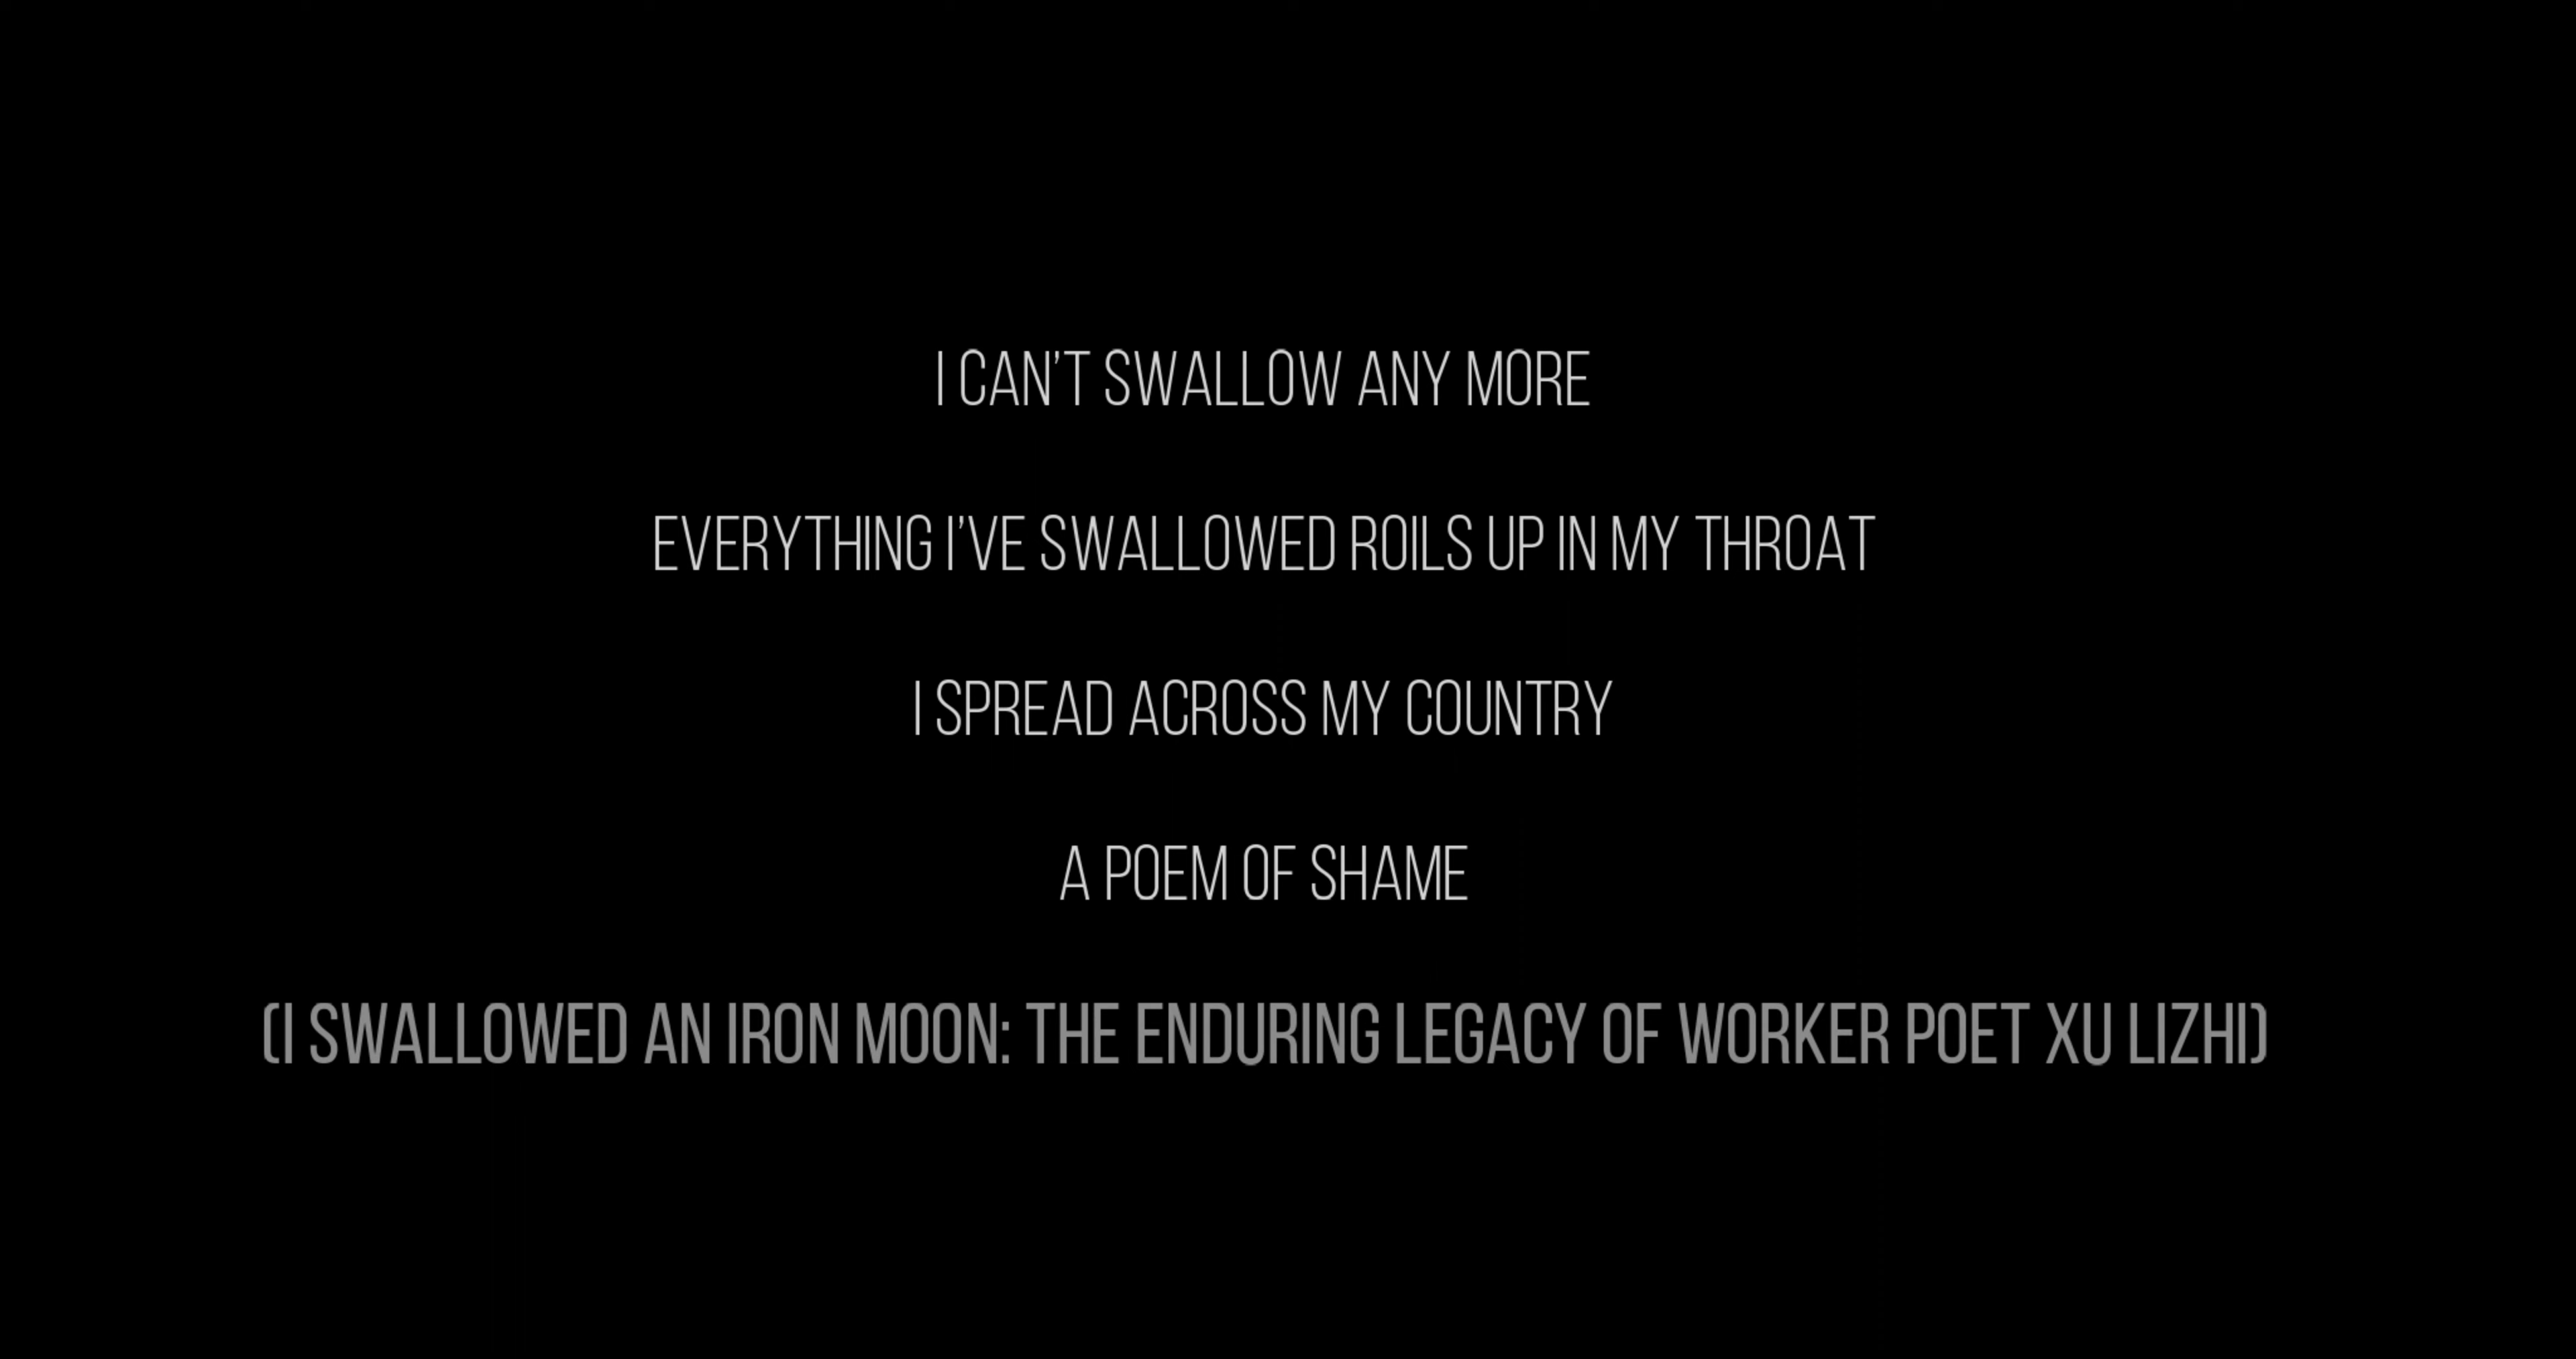 I CAN'T SWALLOW ANY MORE
EVERYTHING I'VE SWALLOWED ROILS UP IN MY THROAT
I SPREAD ACROSS MY COUNTRY
A POEM OF SHAME
(I SWALLOWED AN IRON MOON: THE ENDURING LEGACY OF WORKER POET XU LIZHI)